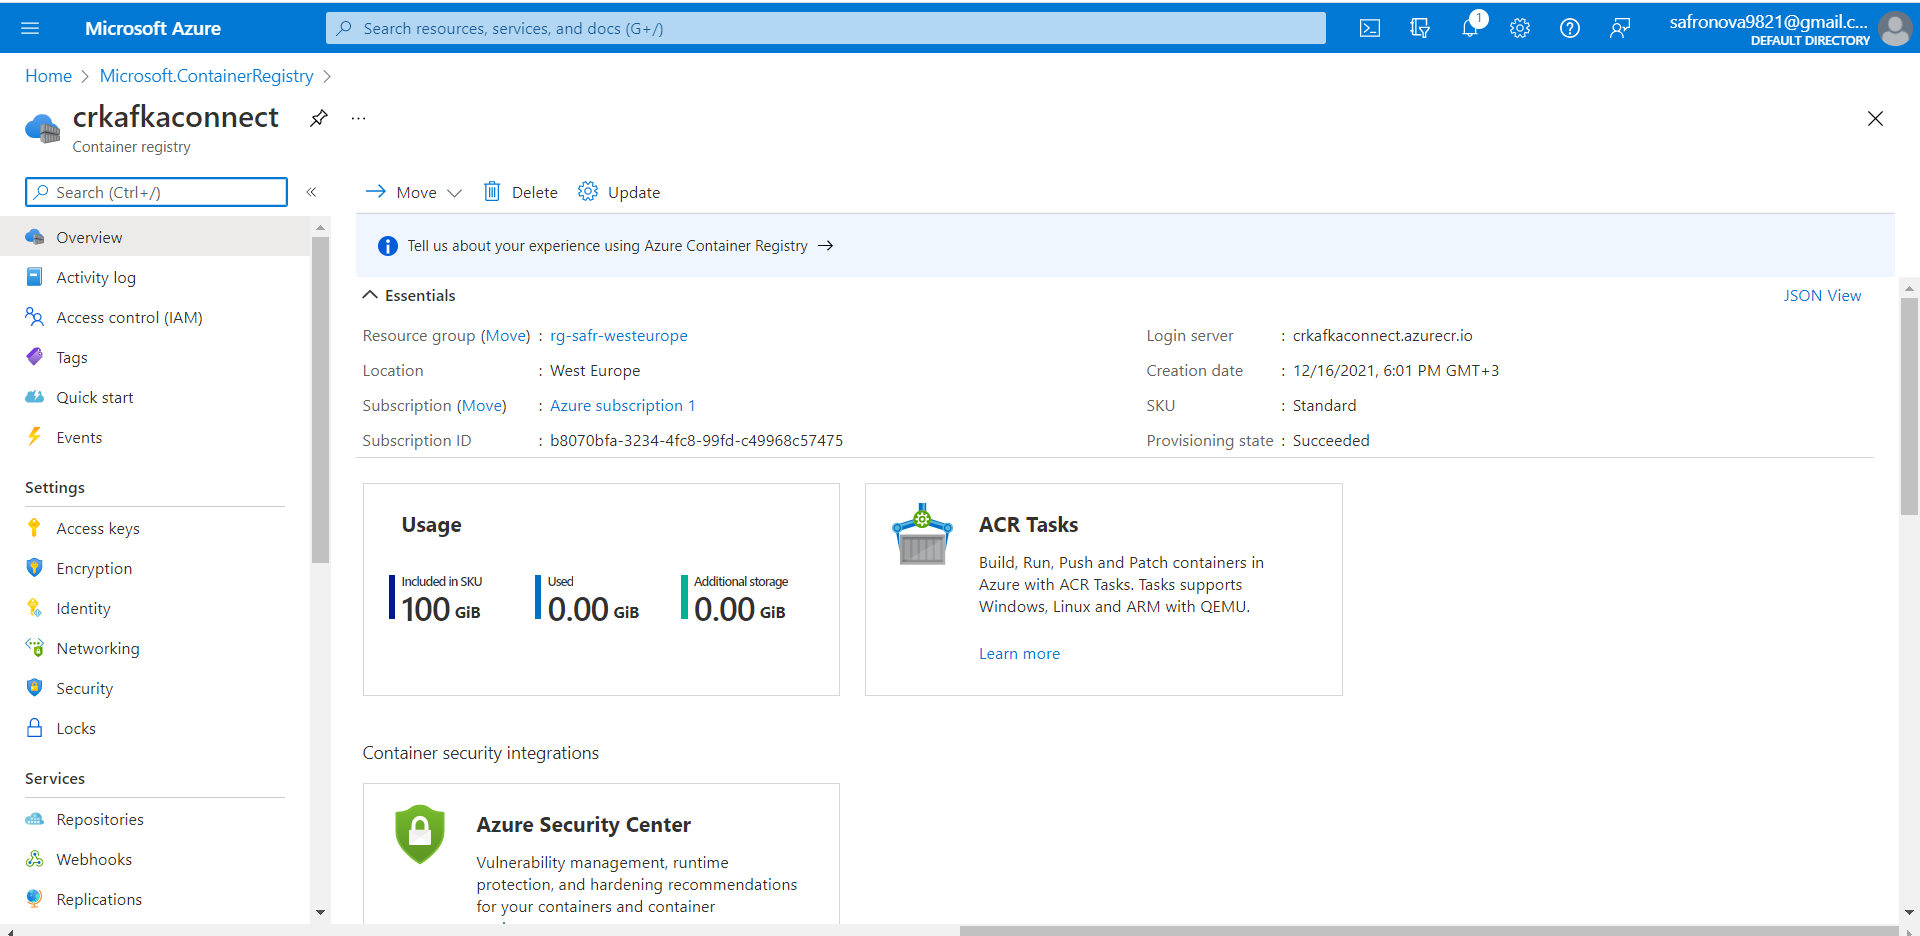 Microsoft Azure
Search resources, services, and docs (G+/)
1
safronova9821@gmail.c...
DEFAULT DIRECTORY
Home > Microsoft.ContainerRegistry >
crkafkaconnect ...
Container registry
Search (Ctrl+/) «
Overview
Activity log
Access control (IAM)
Tags
Quick start
Events
Settings
Access keys
Encryption
Identity
Networking
Security
Locks
Services
Repositories
Webhooks
Replications
Move Delete Update
Tell us about your experience using Azure Container Registry →
Essentials JSON View
Resource group (Move) : rg-safr-westeurope
Location : West Europe
Subscription (Move) : Azure subscription 1
Subscription ID : b8070bfa-3234-4fc8-99fd-c49968c57475
Login server : crkafkaconnect.azurecr.io
Creation date : 12/16/2021, 6:01 PM GMT+3
SKU : Standard
Provisioning state : Succeeded
Usage
Included in SKU
100 GiB
Used
0.00 GiB
Additional storage
0.00 GiB
ACR Tasks
Build, Run, Push and Patch containers in
Azure with ACR Tasks. Tasks supports
Windows, Linux and ARM with QEMU.
Learn more
Container security integrations
Azure Security Center
Vulnerability management, runtime
protection, and hardening recommendations
for your containers and container